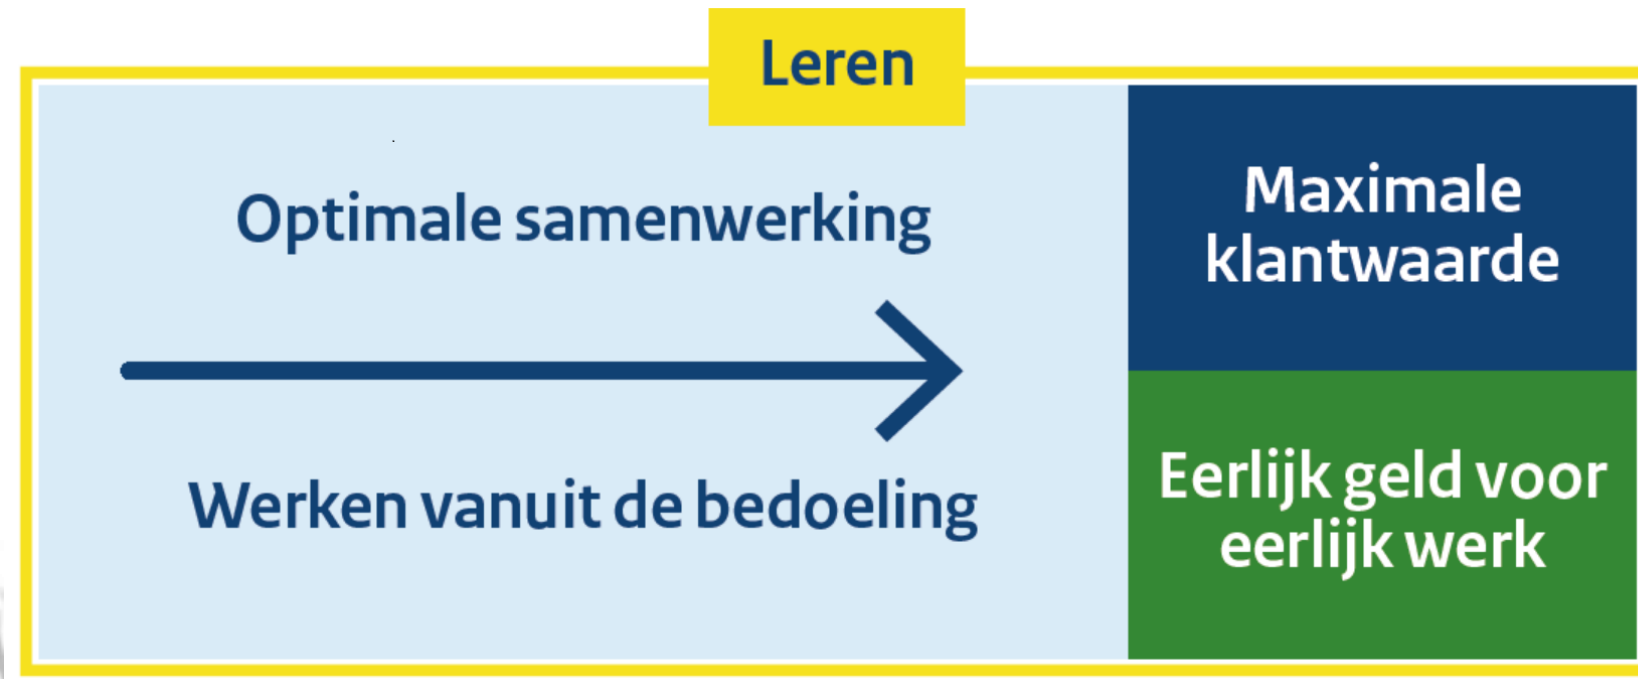 Leren
Optimale samenwerking
Werken vanuit de bedoeling
Maximale
klantwaarde
Eerlijk geld voor
eerlijk werk